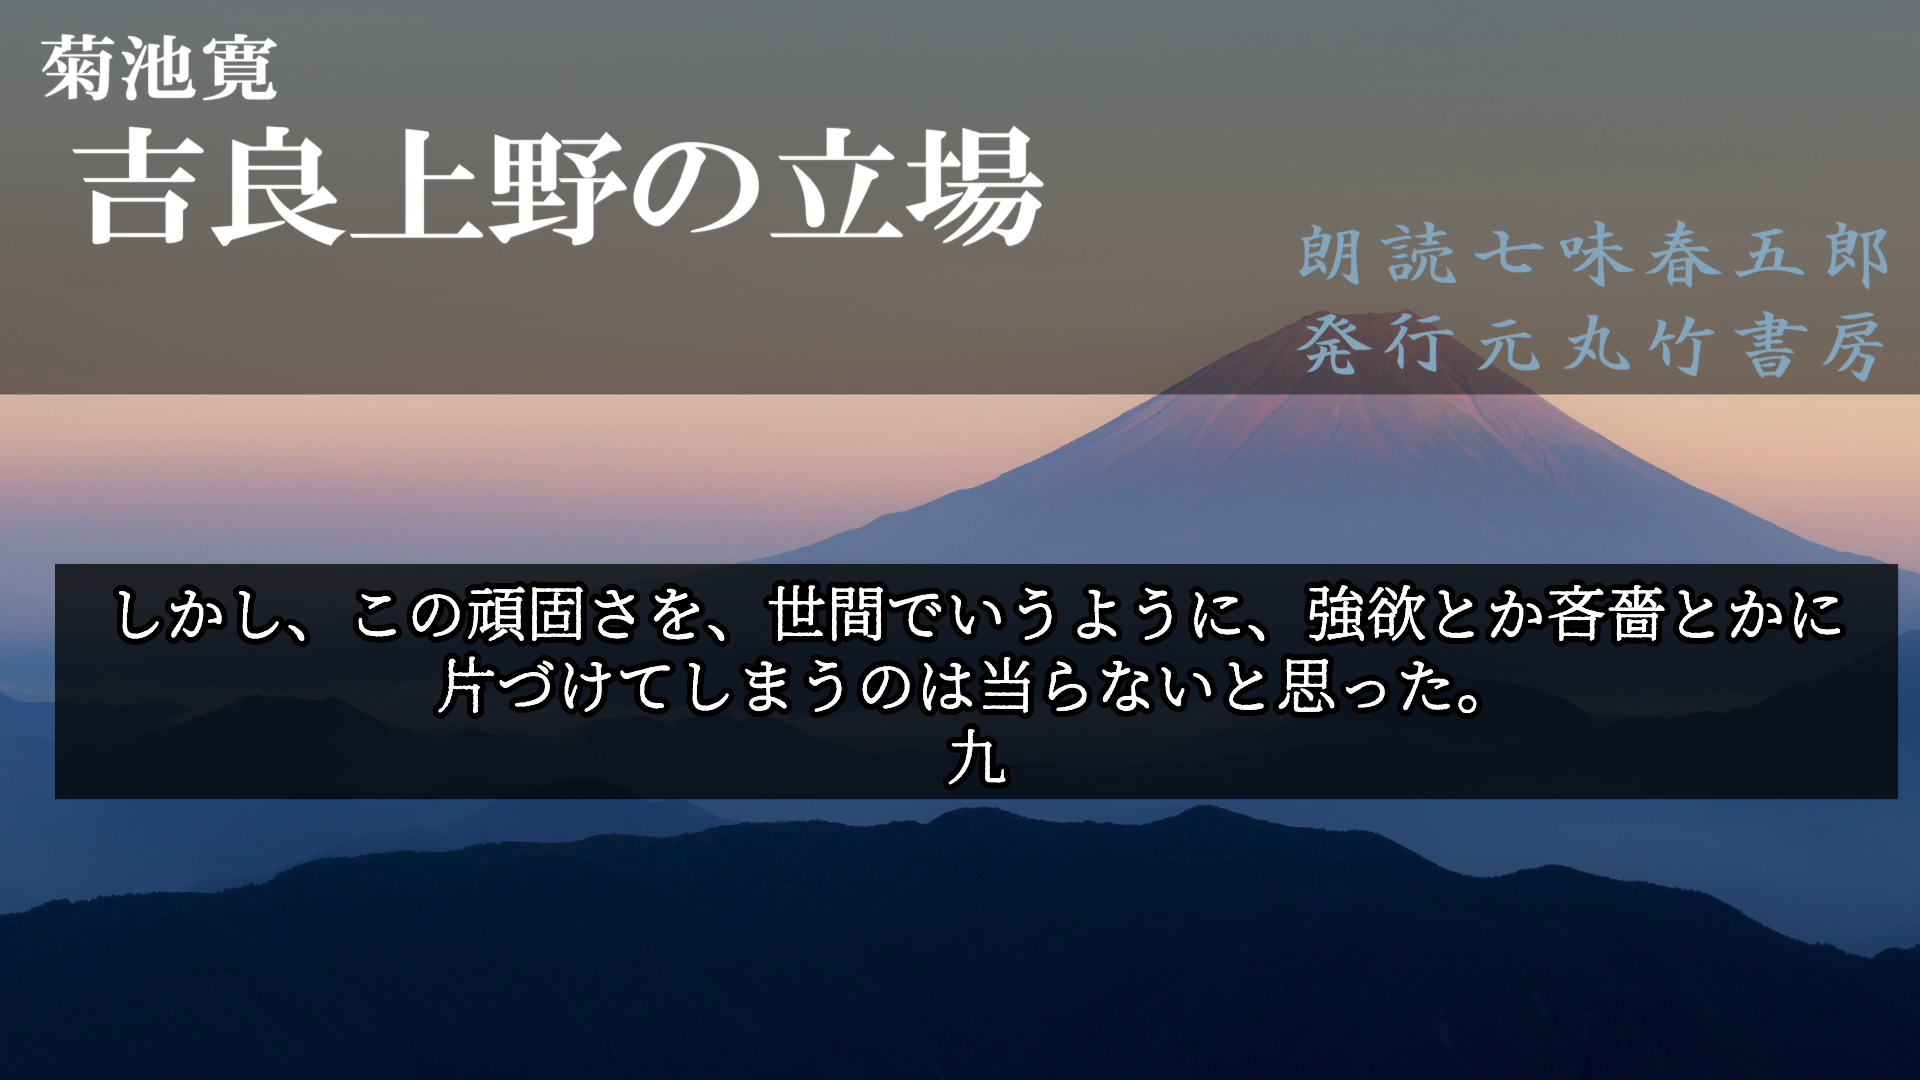 菊池寛
吉良上野の立場
朗読七味春五郎
発行元丸竹書房
しかし、この頑固さを、世間でいうように、強欲とか吝嗇とかに
片づけてしまうのは当らないと思った。
九